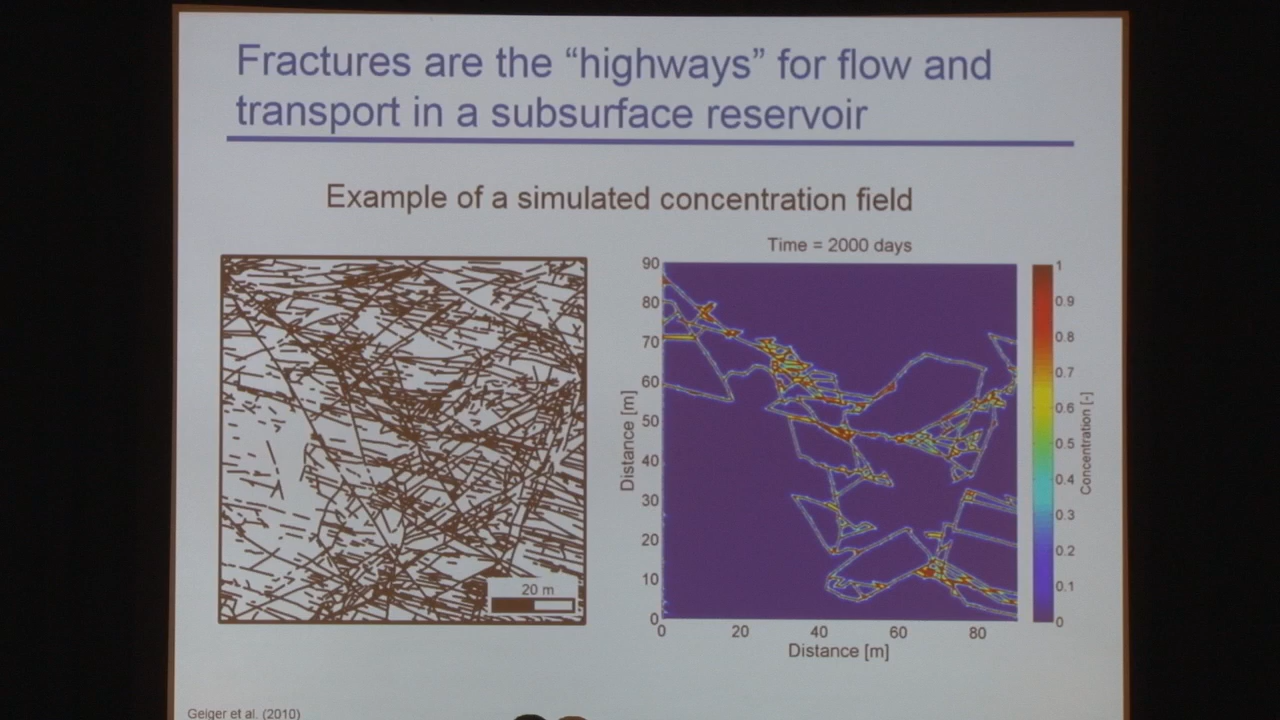 Fractures are the “highways” for flow and
transport in a subsurface reservoir
Example of a simulated concentration field
20 m
Time = 2000 days
90
80
70
60
50
40
30
20
10
0
Distance [m]
0 20 40 60 80
Distance [m]
1
0.9
0.8
0.7
0.6
0.5
0.4
0.3
0.2
0.1
0
Concentration [-]
Geiger et al. (2010)